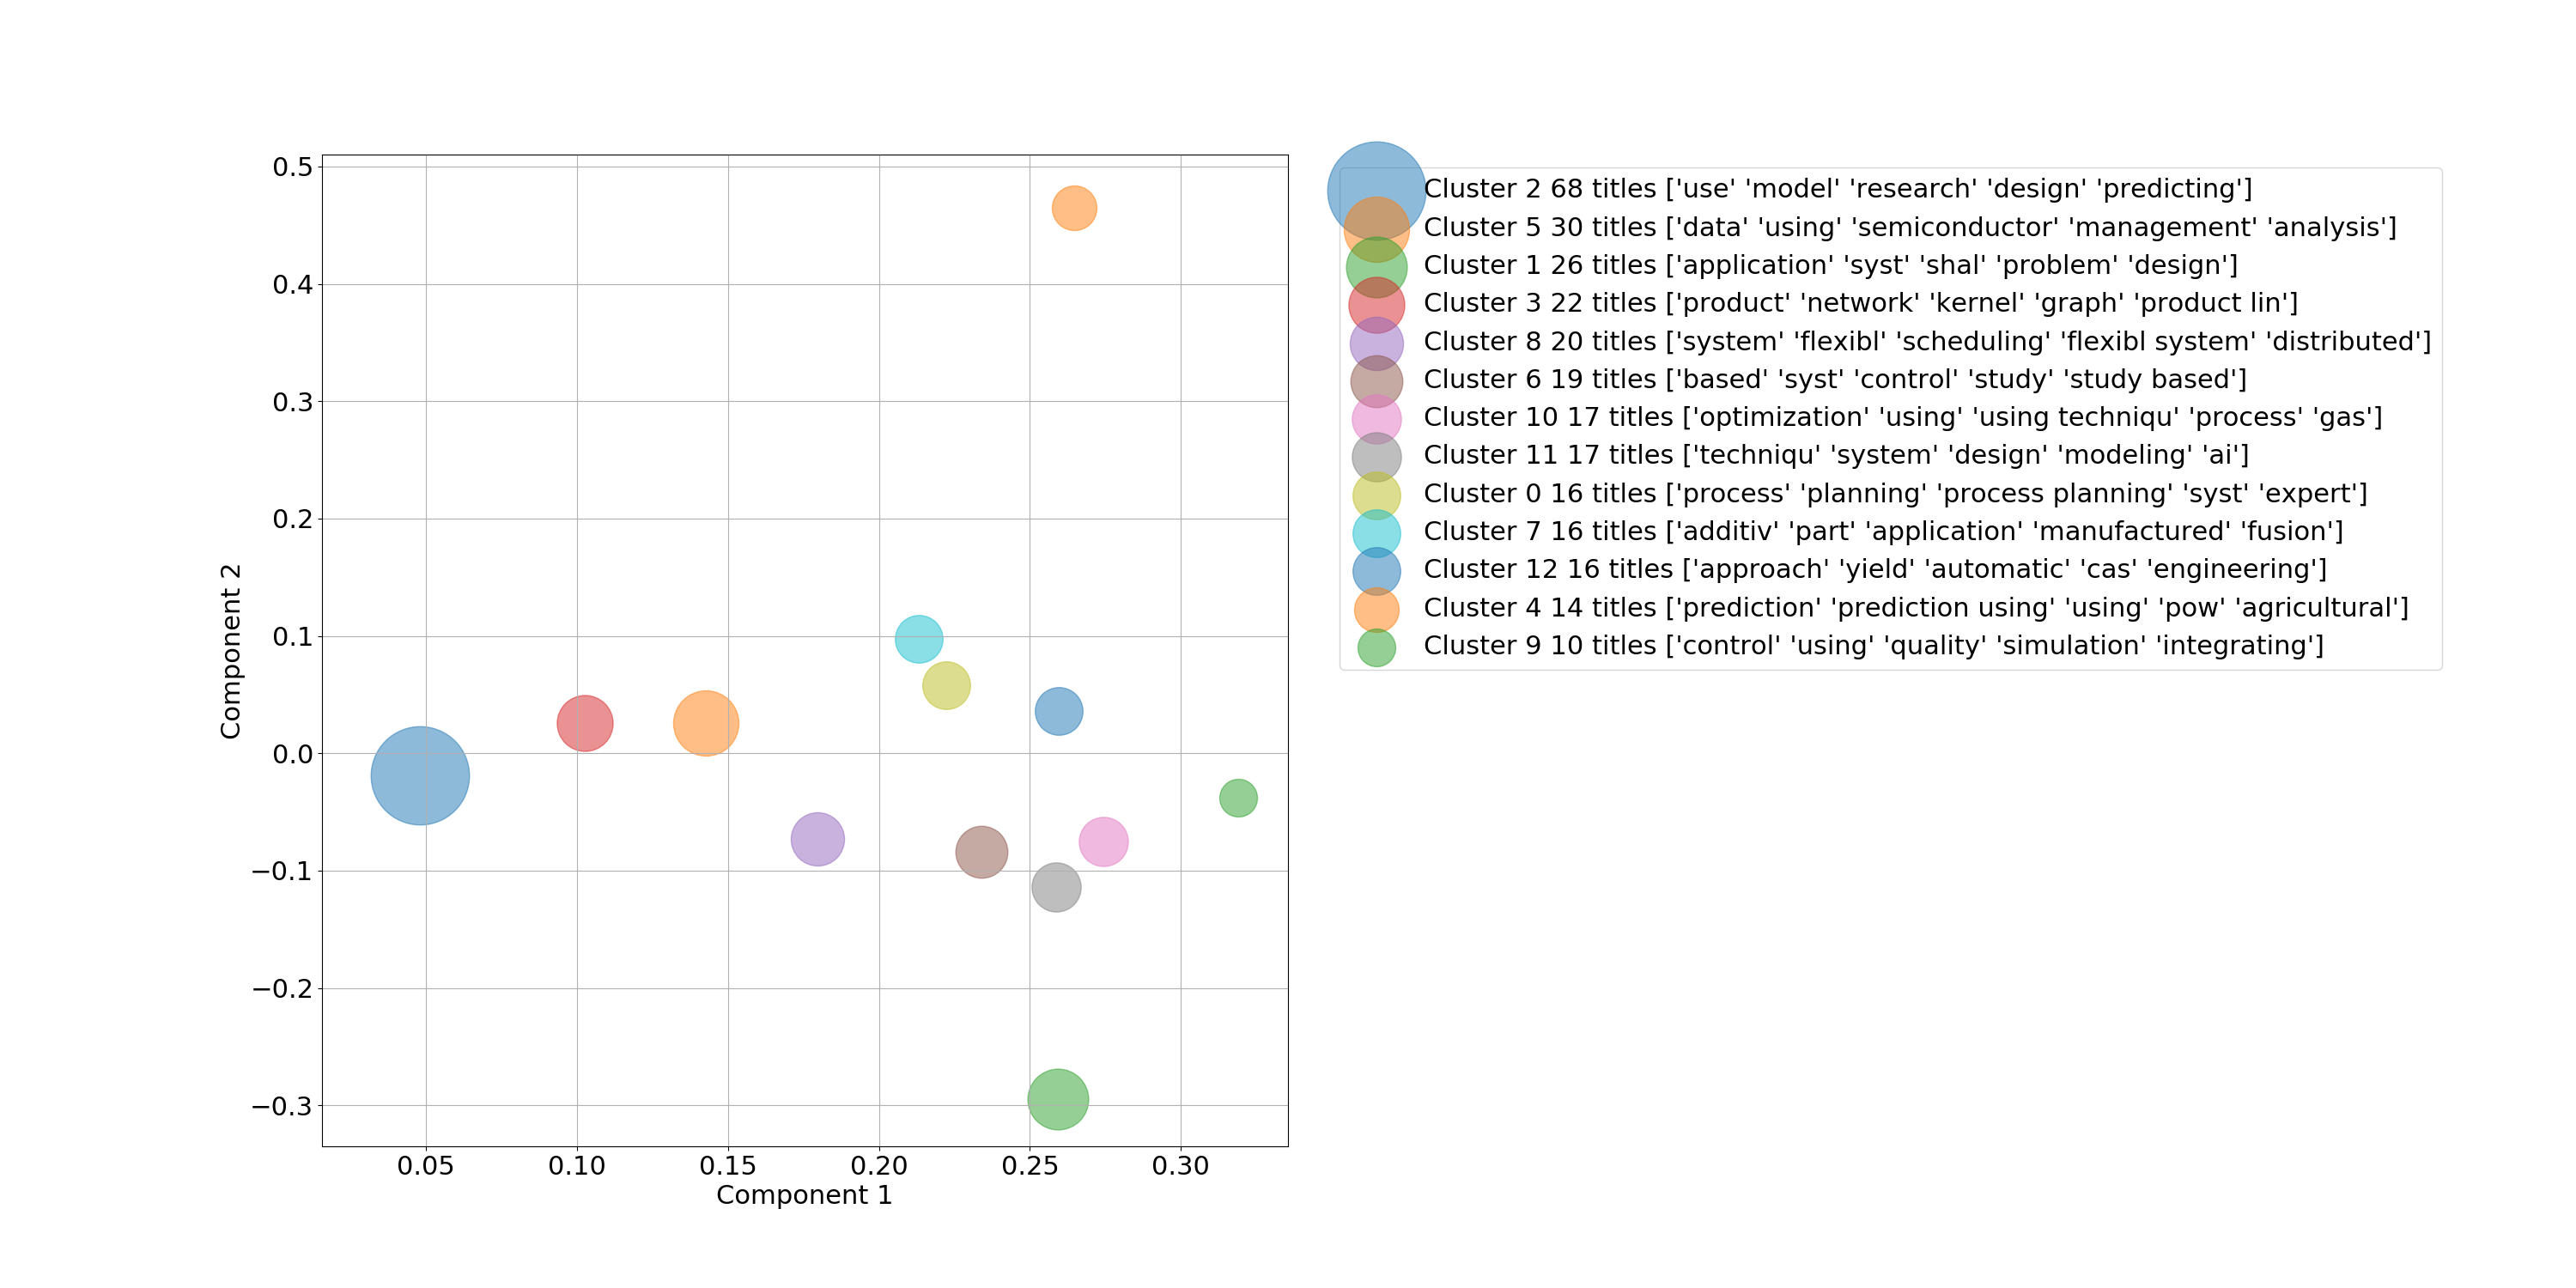 0.5
0.4
0.3
0.2
0.1
0.0
−0.1
−0.2
−0.3
Component 2
0.05 0.10 0.15 0.20 0.25 0.30
Component 1
Cluster 2 68 titles ['use' 'model' 'research' 'design' 'predicting']
Cluster 5 30 titles ['data' 'using' 'semiconductor' 'management' 'analysis']
Cluster 1 26 titles ['application' 'syst' 'shal' 'problem' 'design']
Cluster 3 22 titles ['product' 'network' 'kernel' 'graph' 'product lin']
Cluster 8 20 titles ['system' 'flexibl' 'scheduling' 'flexibl system' 'distributed']
Cluster 6 19 titles ['based' 'syst' 'control' 'study' 'study based']
Cluster 10 17 titles ['optimization' 'using' 'using techniqu' 'process' 'gas']
Cluster 11 17 titles ['techniqu' 'system' 'design' 'modeling' 'ai']
Cluster 0 16 titles ['process' 'planning' 'process planning' 'syst' 'expert']
Cluster 7 16 titles ['additiv' 'part' 'application' 'manufactured' 'fusion']
Cluster 12 16 titles ['approach' 'yield' 'automatic' 'cas' 'engineering']
Cluster 4 14 titles ['prediction' 'prediction using' 'using' 'pow' 'agricultural']
Cluster 9 10 titles ['control' 'using' 'quality' 'simulation' 'integrating']